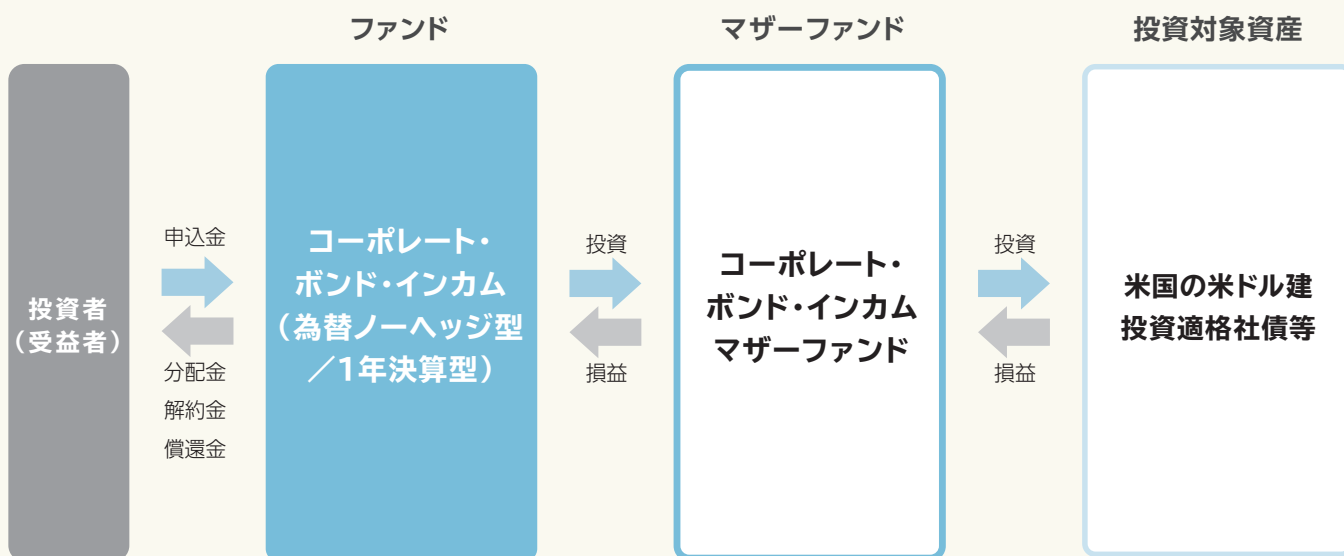 ファンド
マザーファンド
投資対象資産
投資者
（受益者）
申込金
分配金
解約金
償還金
コーポレート・
ボンド・インカム
（為替ノーヘッジ型
／1年決算型）
投資
損益
コーポレート・
ボンド・インカム
マザーファンド
投資
損益
米国の米ドル建
投資適格社債等